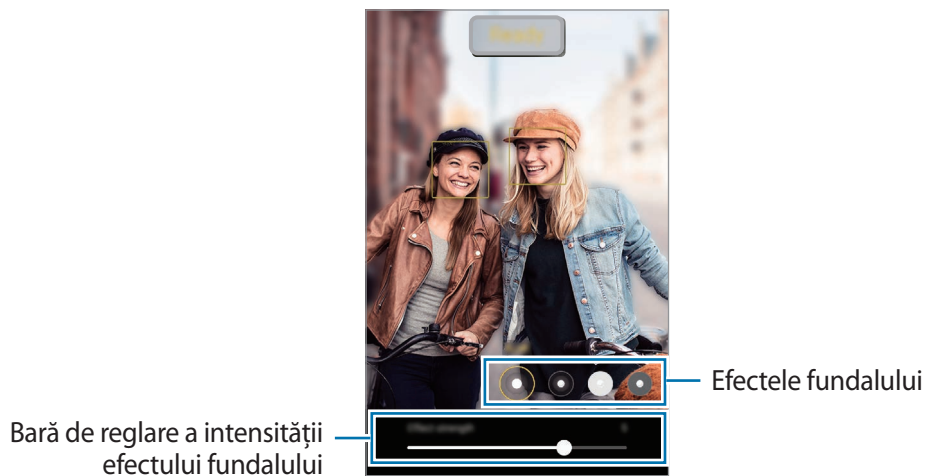 Efectele fundalului
Bară de reglare a intensității
efectului fundalului